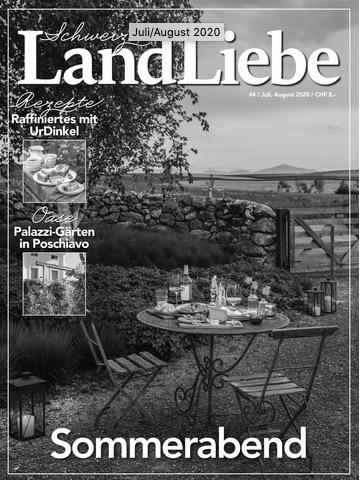 Schweizer
Juli/August 2020
LandLiebe
#4 / Juli, August 2020 / CHF 8.–
Rezepte
Raffiniertes mit
UrDinkel
Oase
Palazzi-Gärten
in Poschiavo
Sommerabend